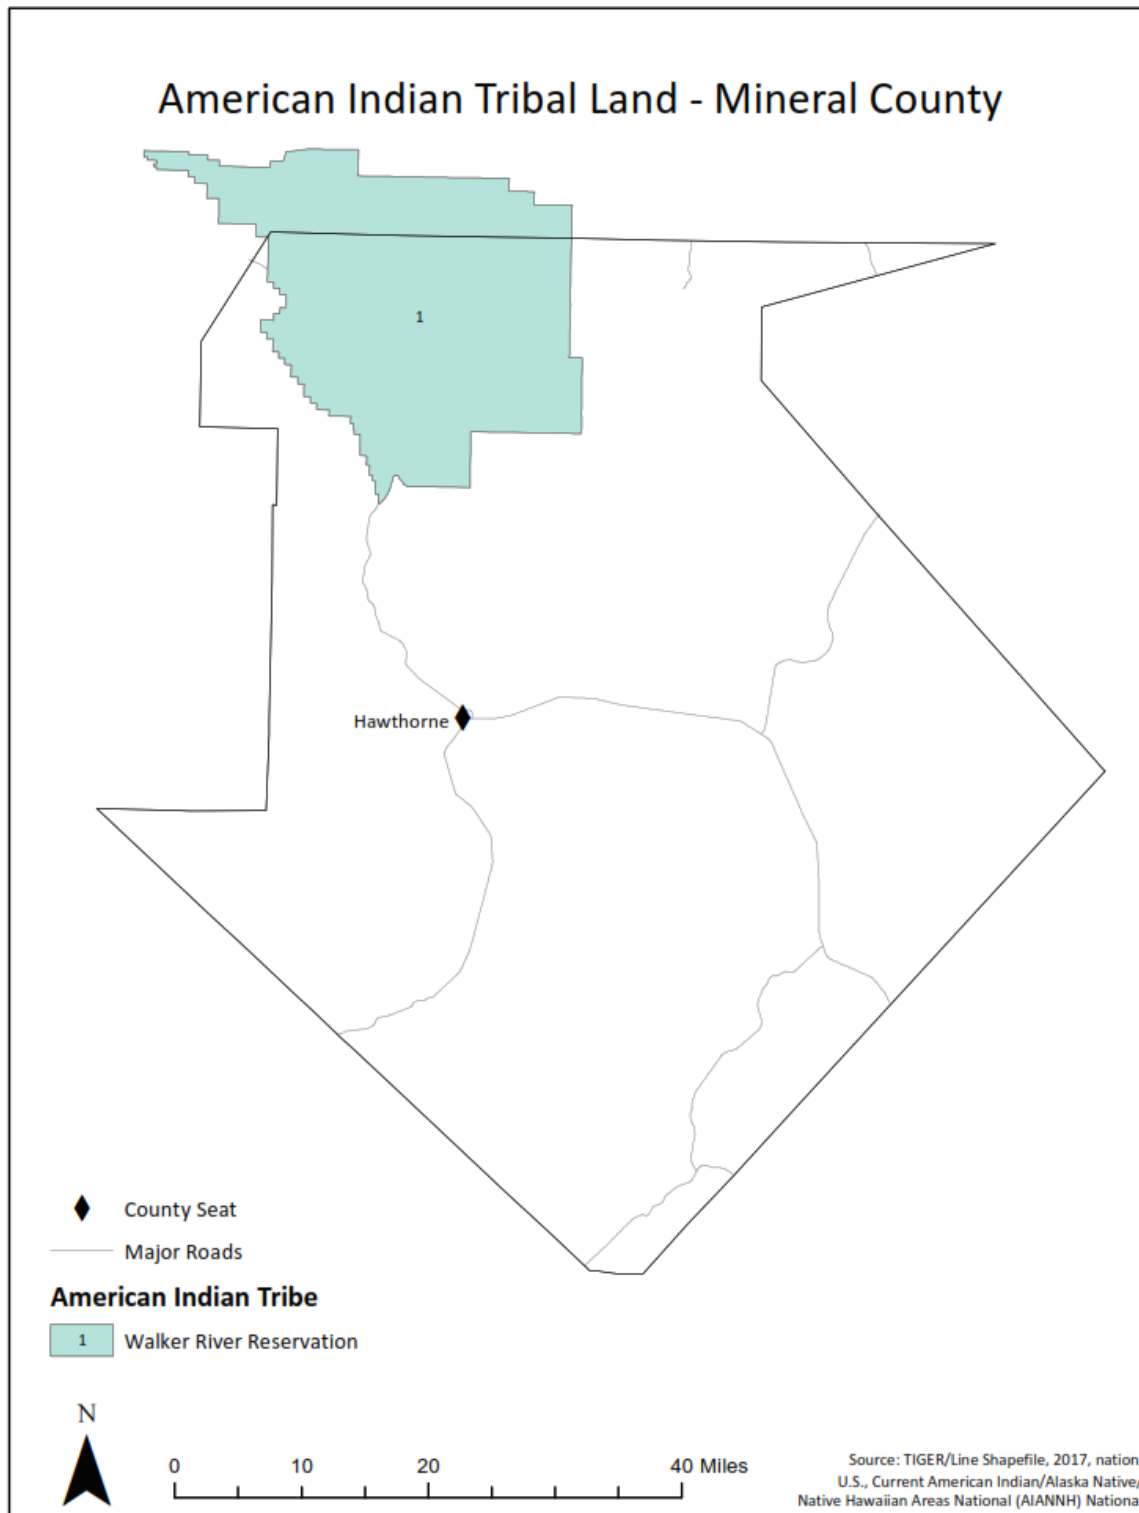 American Indian Tribal Land - Mineral County
1
Hawthorne
County Seat
Major Roads
American Indian Tribe
1 Walker River Reservation
N
0 10 20 40 Miles
Source: TIGER/Line Shapefile, 2017, nation
U.S., Current American Indian/Alaska Native/
Native Hawaiian Areas National (AIANNH) National